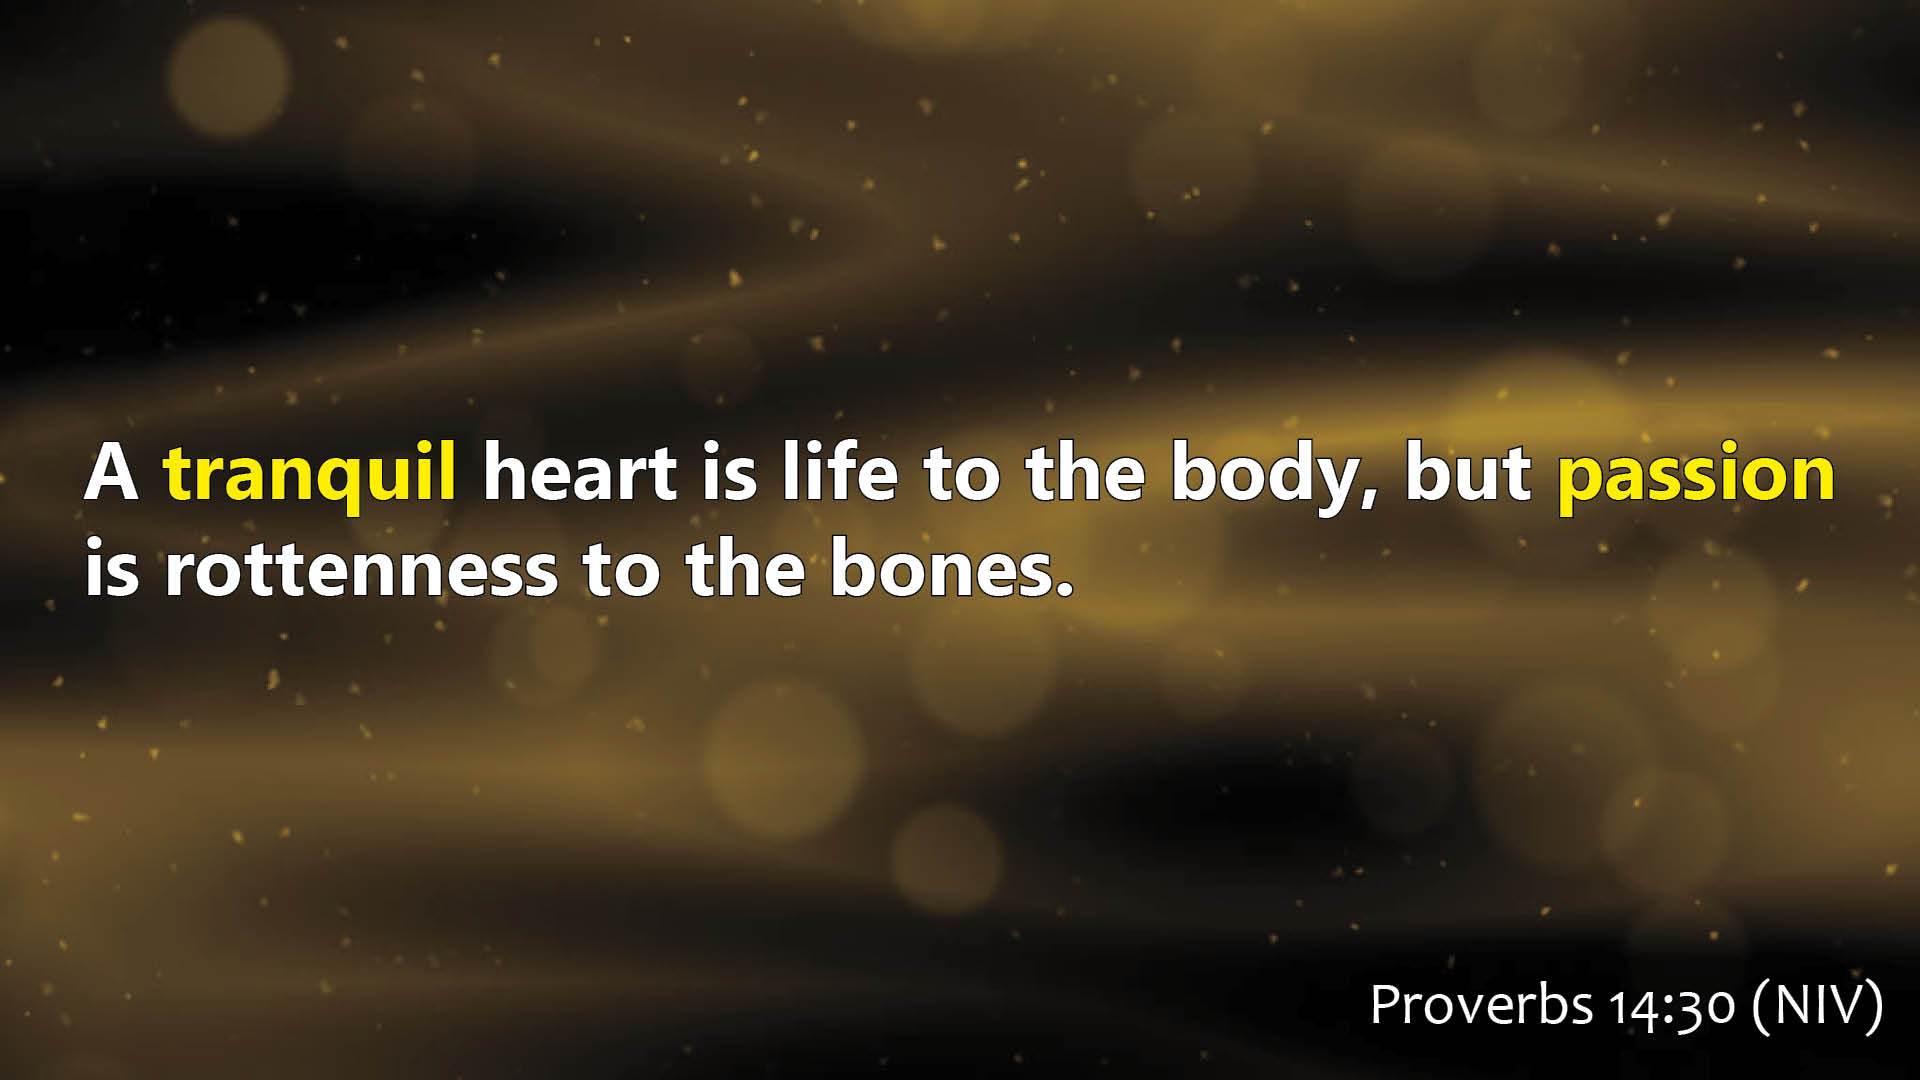 A tranquil heart is life to the body, but passion
is rottenness to the bones.
Proverbs 14:30 (NIV)